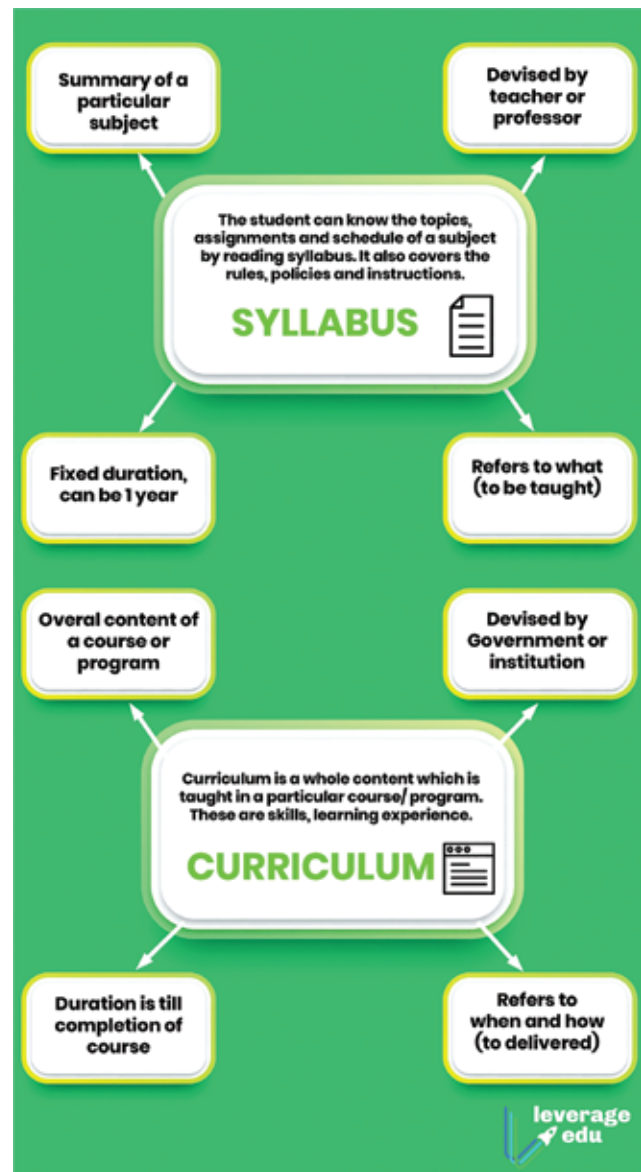 Summary of a
particular
subject
Devised by
teacher or
professor
The student can know the topics,
assignments and schedule of a subject
by reading syllabus. It also covers the
rules, policies and instructions.
SYLLABUS
Fixed duration,
can be 1 year
Refers to what
(to be taught)
Overal content of
a course or
program
Devised by
Government or
institution
Curriculum is a whole content which is
taught in a particular course/ program.
These are skills, learning experience.
CURRICULUM
Duration is till
completion of
course
Refers to
when and how
(to delivered)
leverage
edu